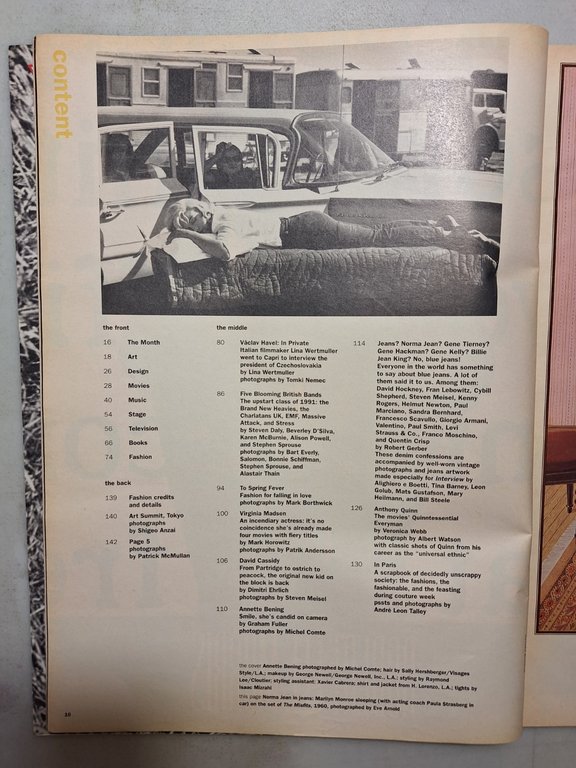 content
the front
16 The Month
18 Art
26 Design
28 Movies
40 Music
54 Stage
56 Television
66 Books
74 Fashion
the back
139 Fashion credits
and details
140 Art Summit, Tokyo
photographs
by Shigeo Anzai
142 Page 5
photographs
by Patrick McMullan
the middle
80 Václav Havel: In Private
Italian filmmaker Lina Wertmuller
went to Capri to interview the
president of Czechoslovakia
by Lina Wertmuller
photographs by Tomki Nemec
86 Five Blooming British Bands
The upstart class of 1991: the
Brand New Heavies, the
Charlatans UK, EMF, Massive
Attack, and Stress
by Steven Daly, Beverley D'Silva,
Karen McBurnie, Alison Powell,
and Stephen Sprouse
photographs by Bart Everly,
Salomon, Bonnie Schiffman,
Stephen Sprouse, and
Alastair Thain
94 To Spring Fever
Fashion for falling in love
photographs by Mark Borthwick
100 Virginia Madsen
An incendiary actress: it's no
coincidence she's already made
four movies with fiery titles
by Mark Horowitz
photographs by Patrik Andersson
106 David Cassidy
From Partridge to ostrich to
peacock, the original new kid on
the block is back
by Dimitri Ehrlich
photographs by Steven Meisel
110 Annette Bening
Smile, she's candid on camera
by Graham Fuller
photographs by Michel Comte
114 Jeans? Norma Jean? Gene Tierney?
Gene Hackman? Gene Kelly? Billie
Jean King? No, blue jeans!
Everyone in the world has something
to say about blue jeans. A lot of
them said it to us. Among them:
David Hockney, Fran Lebowitz, Cybill
Shepherd, Steven Meisel, Kenny
Rogers, Helmut Newton, Paul
Marciano, Sandra Bernhard,
Francesco Scavullo, Giorgio Armani,
Valentino, Paul Smith, Levi
Strauss & Co., Franco Moschino,
and Quentin Crisp
by Robert Gerber
These denim confessions are
accompanied by well-worn vintage
photographs and jeans artwork
made especially for Interview by
Alighiero e Boetti, Tina Barney, Leon
Golub, Mats Gustafson, Mary
Heilmann, and Bill Steele
126 Anthony Quinn
The movies' Quinntessential
Everyman
by Veronica Webb
photograph by Albert Watson
with classic shots of Quinn from his
career as the "universal ethnic"
130 In Paris
A scrapbook of decidedly unscrappy
society: the fashions, the
fashionable, and the feasting
during couture week
pssts and photographs by
André Leon Talley
the cover Annette Bening photographed by Michel Comte; hair by Sally Hershberger/Visages
Style/L.A.; makeup by George Newell/George Newell, Inc., L.A.; styling by Raymond
Lee/Cloutier; styling assistant: Xavier Cabrera; shirt and jacket from H. Lorenzo, L.A.; tights by
Isaac Mizrahi
this page Norma Jean in jeans: Marilyn Monroe sleeping (with acting coach Paula Strasberg in
car) on the set of The Misfits, 1960, photographed by Eve Arnold
10